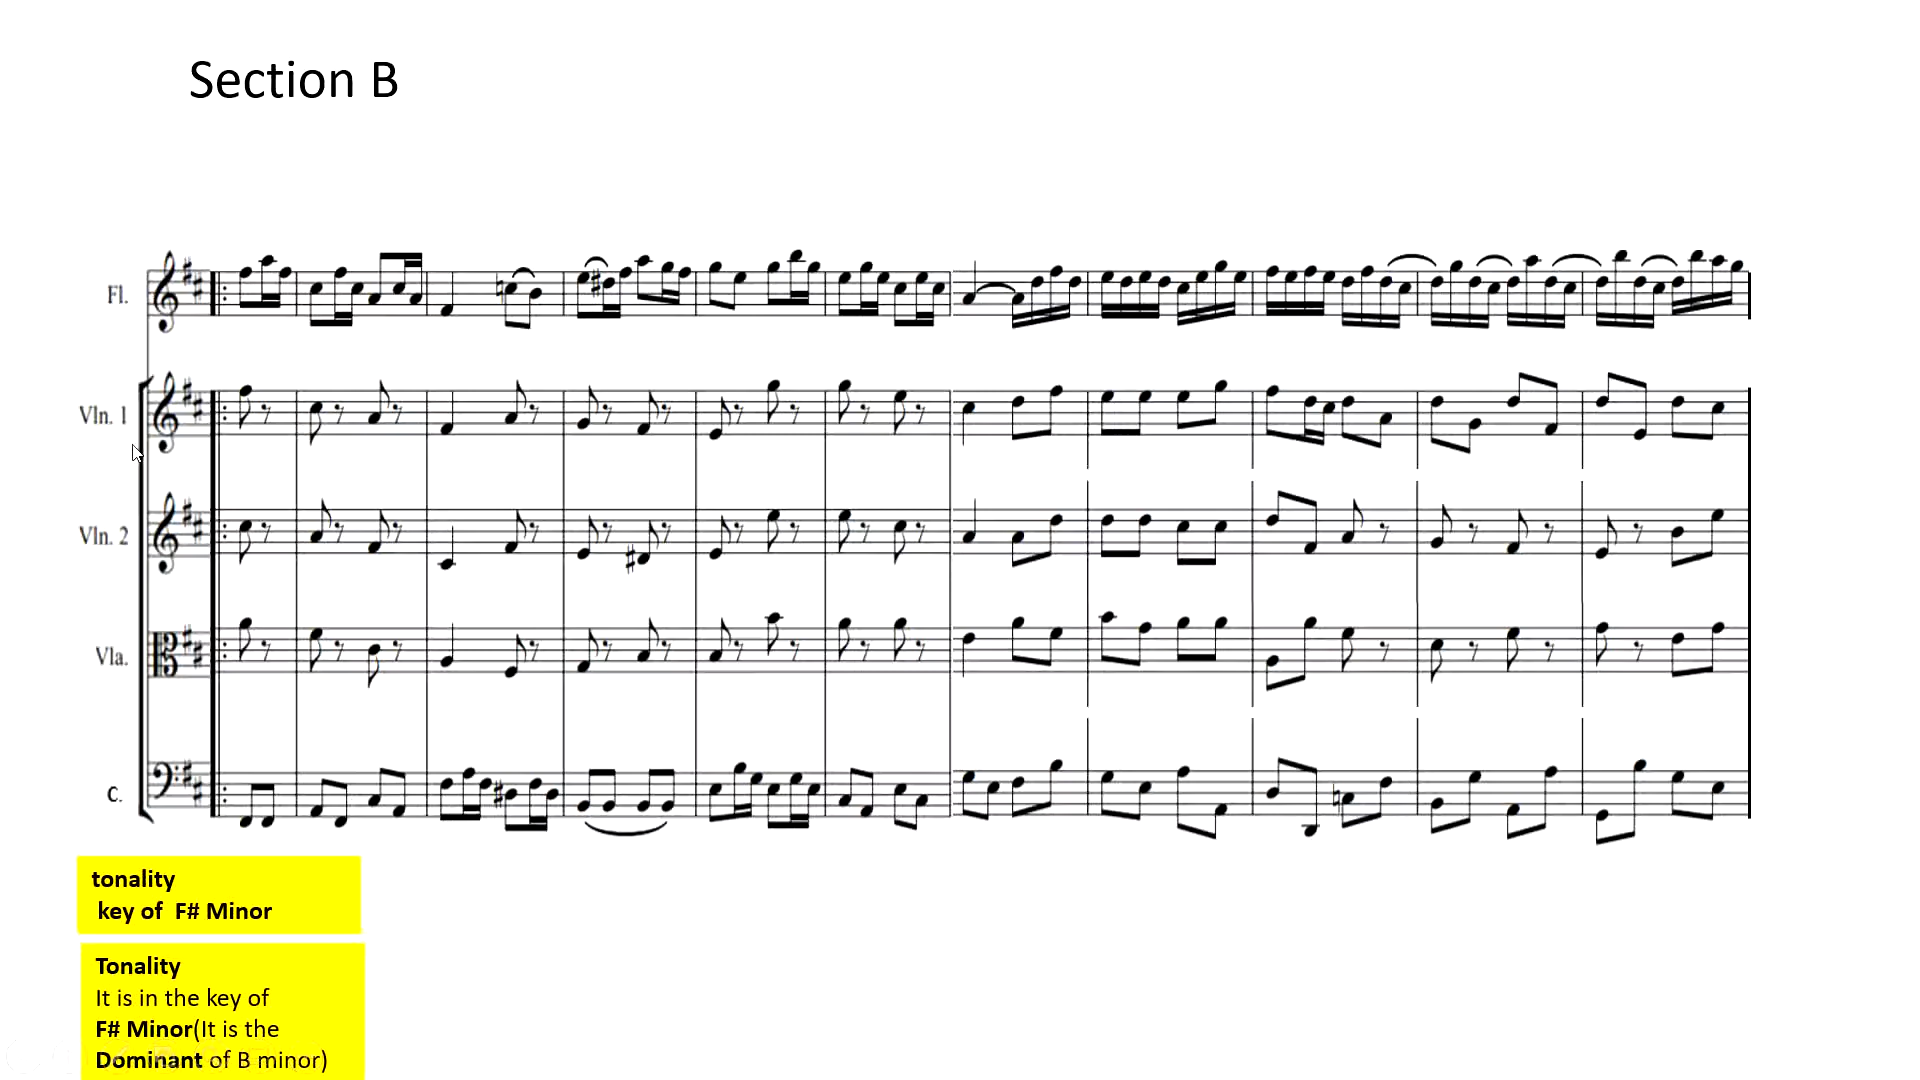 Section B
Fl.
Vln. 1
Vln. 2
Vla.
C.
tonality
key of F# Minor
Tonality
It is in the key of
F# Minor(It is the
Dominant of B minor)